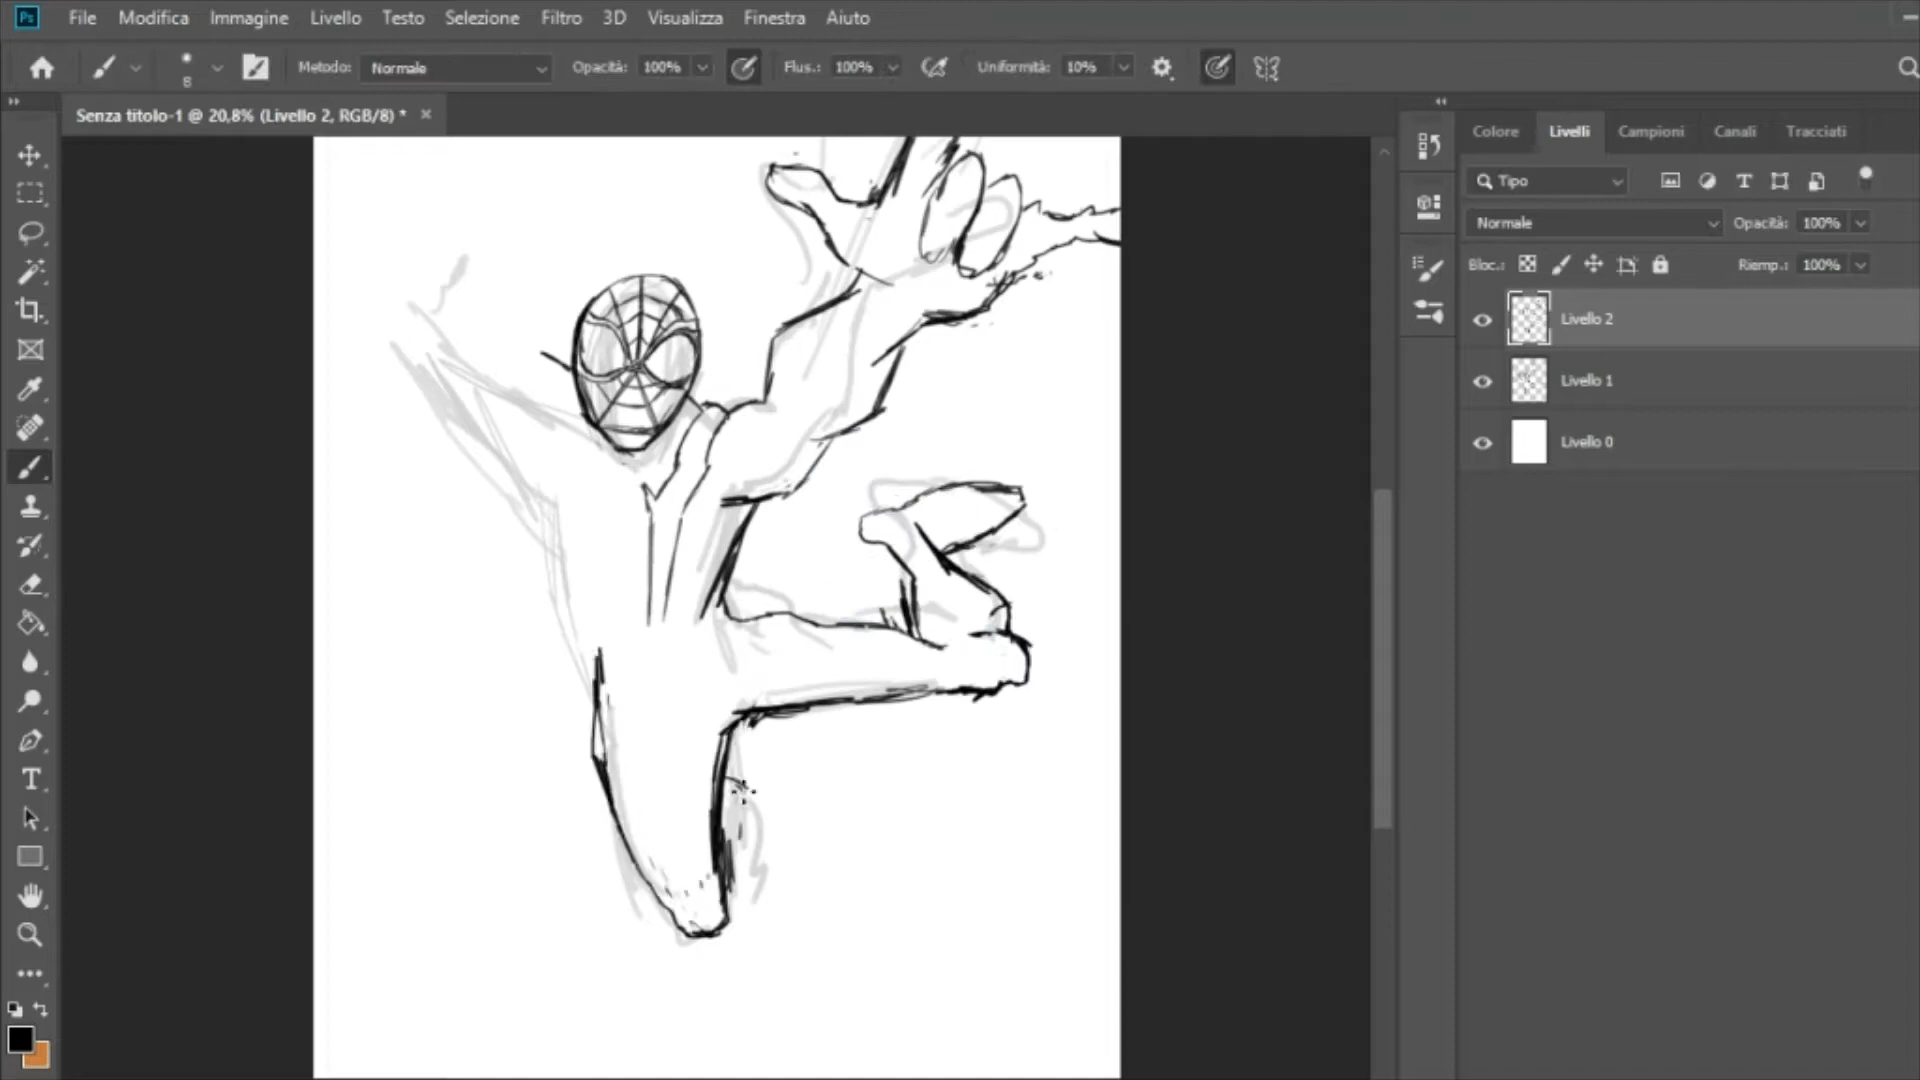 Ps File Modifica Immagine Livello Testo Selezione Filtro 3D Visualizza Finestra Aiuto
8 Metodo: Normale Opacità: 100% Flus.: 100% Uniformità: 10%
Senza titolo-1 @ 20,8% (Livello 2, RGB/8) *
Colore Livelli Campioni Canali Tracciati
Tipo
Normale Opacità: 100%
Bloc.: Riemp.: 100%
Livello 2
Livello 1
Livello 0